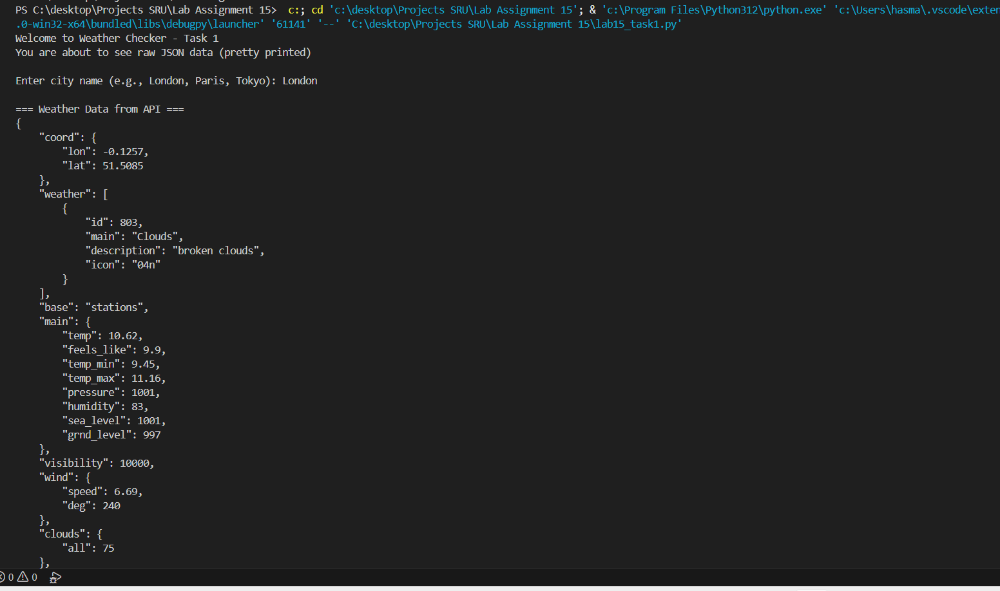 PS C:\desktop\Projects SRU\Lab Assignment 15>  c:; cd 'c:\desktop\Projects SRU\Lab Assignment 15'; & 'c:\Program Files\Python312\python.exe' 'c:\Users\hasma\.vscode\exten
.0-win32-x64\bundled\libs\debugpy\launcher' '61141' '--' 'C:\desktop\Projects SRU\Lab Assignment 15\lab15_task1.py'
Welcome to Weather Checker - Task 1
You are about to see raw JSON data (pretty printed)

Enter city name (e.g., London, Paris, Tokyo): London

=== Weather Data from API ===
{
    "coord": {
        "lon": -0.1257,
        "lat": 51.5085
    },
    "weather": [
        {
            "id": 803,
            "main": "Clouds",
            "description": "broken clouds",
            "icon": "04n"
        }
    ],
    "base": "stations",
    "main": {
        "temp": 10.62,
        "feels_like": 9.9,
        "temp_min": 9.45,
        "temp_max": 11.16,
        "pressure": 1001,
        "humidity": 83,
        "sea_level": 1001,
        "grnd_level": 997
    },
    "visibility": 10000,
    "wind": {
        "speed": 6.69,
        "deg": 240
    },
    "clouds": {
        "all": 75
    },
0 0